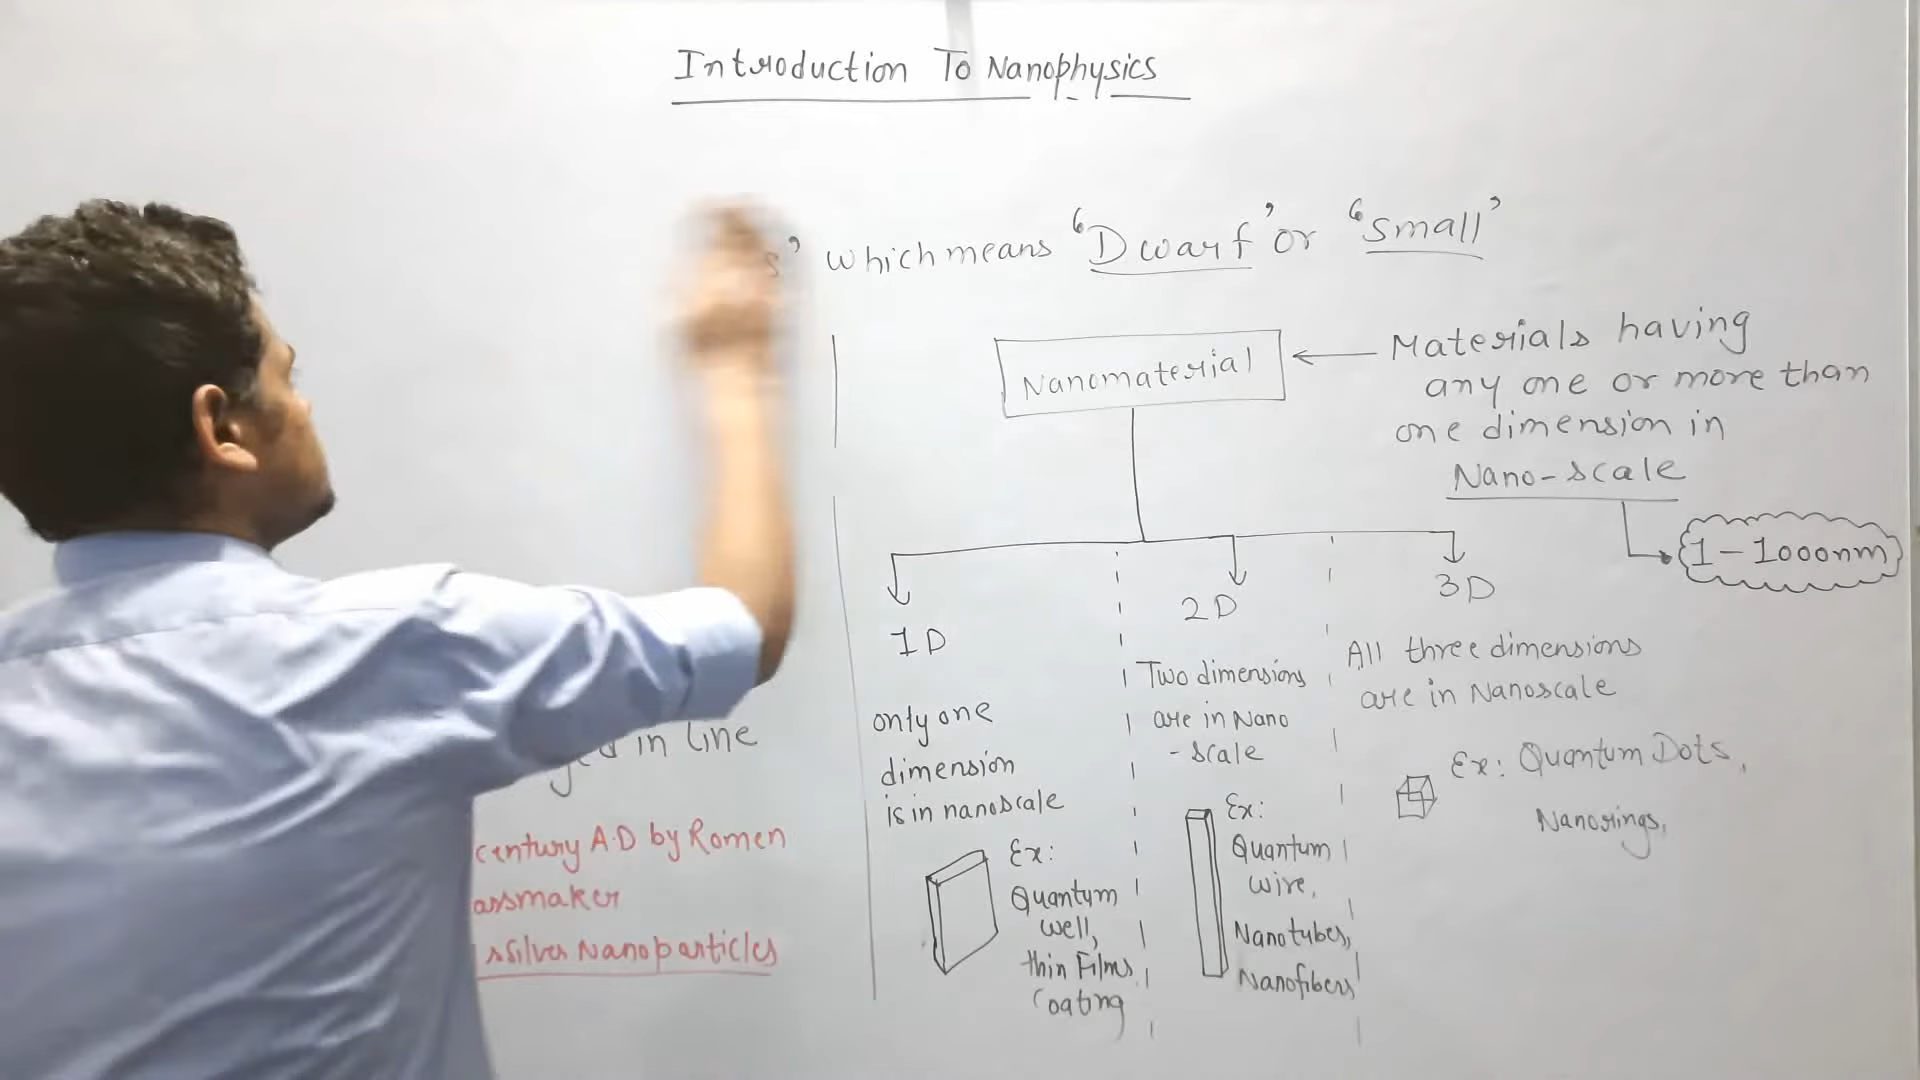 Introduction To Nanophysics
which means 'Dwarf' or 'Small'
Nanomaterial
Materials having
any one or more than
one dimension in
Nano-scale
1-1000nm
1D
only one
dimension
is in nanoscale
Ex:
Quantum
well,
thin Films,
Coating
2D
Two dimensions
are in Nano
-scale
Ex:
Quantum
wire,
Nanotubes,
Nanofibers
3D
All three dimensions
are in Nanoscale
Ex: Quantum Dots,
Nanorings,
in line
century A.D by Romen
assmaker
Silver Nanoparticles